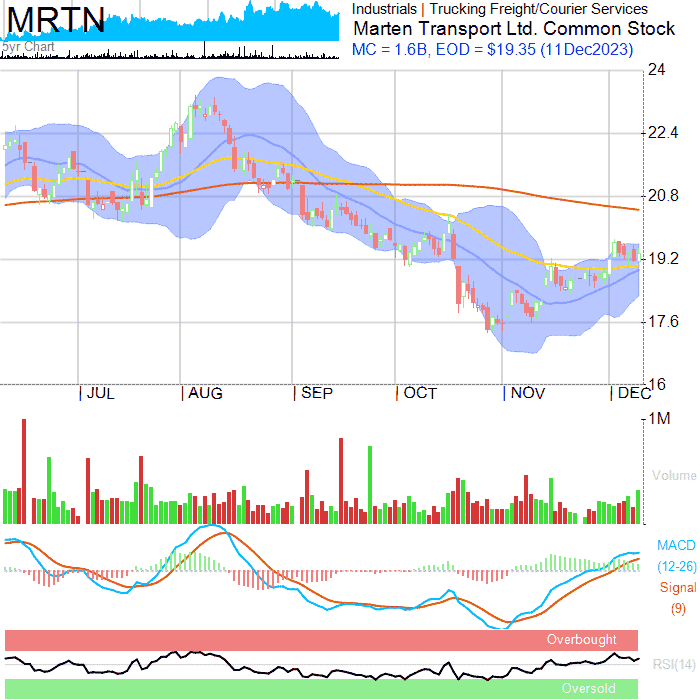 MRTN
5yr Chart
Industrials | Trucking Freight/Courier Services
Marten Transport Ltd. Common Stock
MC = 1.6B, EOD = $19.35 (11Dec2023)
24
22.4
20.8
19.2
17.6
16
| JUL
| AUG
| SEP
| OCT
| NOV
| DEC
1M
Volume
MACD
(12-26)
Signal
(9)
Overbought
RSI(14)
Oversold